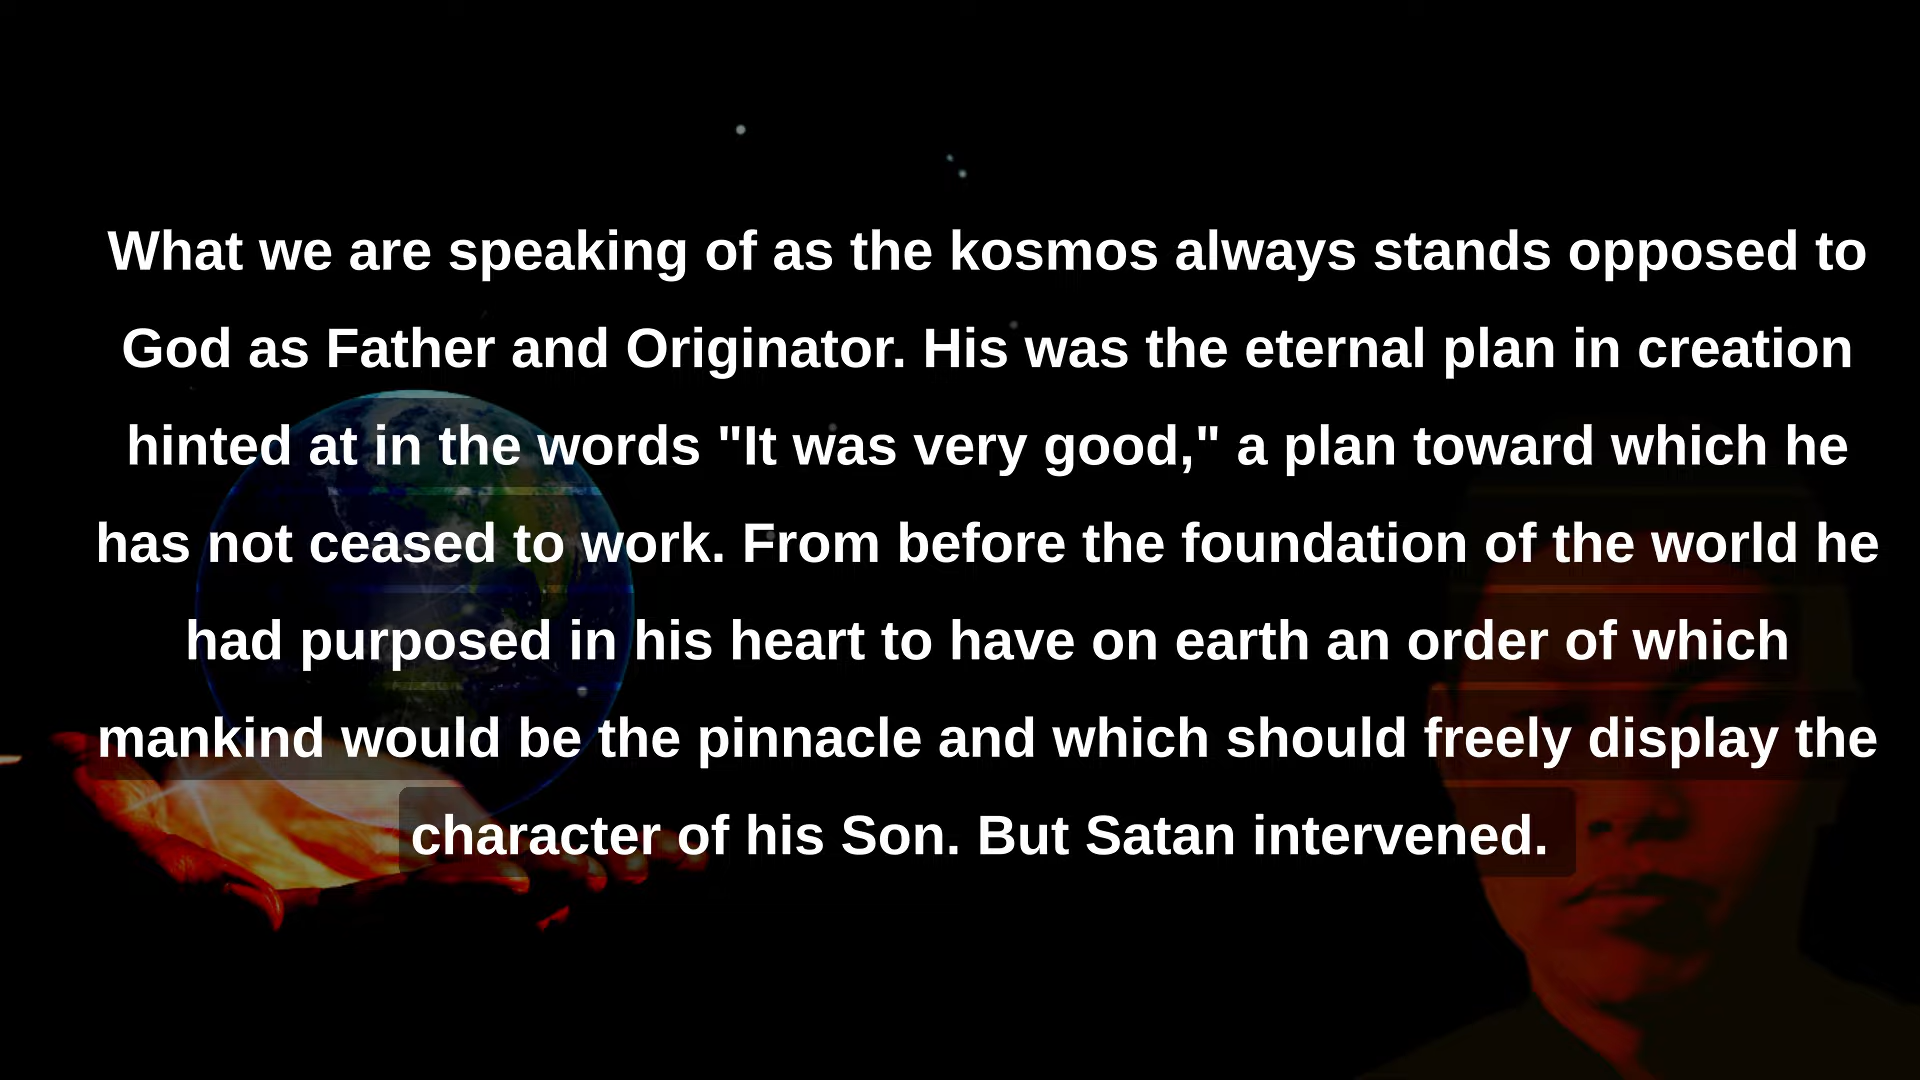 What we are speaking of as the kosmos always stands opposed to
God as Father and Originator. His was the eternal plan in creation
hinted at in the words "It was very good," a plan toward which he
has not ceased to work. From before the foundation of the world he
had purposed in his heart to have on earth an order of which
mankind would be the pinnacle and which should freely display the
character of his Son. But Satan intervened.